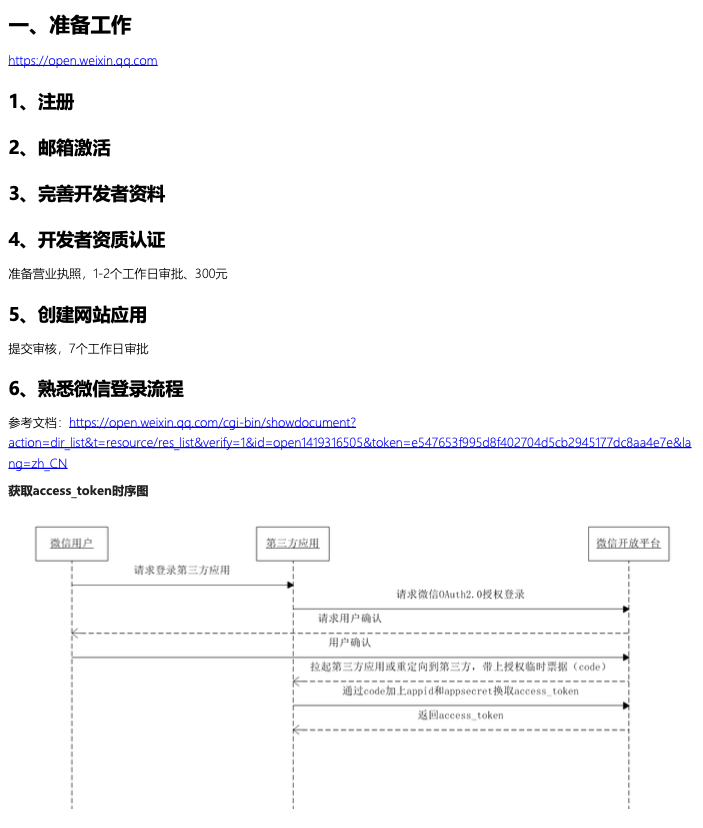 一、准备工作
https://open.weixin.qq.com
1、注册
2、邮箱激活
3、完善开发者资料
4、开发者资质认证
准备营业执照，1-2个工作日审批、300元
5、创建网站应用
提交审核，7个工作日审批
6、熟悉微信登录流程
参考文档：https://open.weixin.qq.com/cgi-bin/showdocument?
action=dir_list&t=resource/res_list&verify=1&id=open1419316505&token=e547653f995d8f402704d5cb2945177dc8aa4e7e&la
ng=zh_CN
获取access_token时序图
微信用户
第三方应用
微信开放平台
请求登录第三方应用
请求微信OAuth2.0授权登录
请求用户确认
用户确认
拉起第三方应用或重定向到第三方，带上授权临时票据（code）
通过code加上appid和appsecret换取access_token
返回access_token